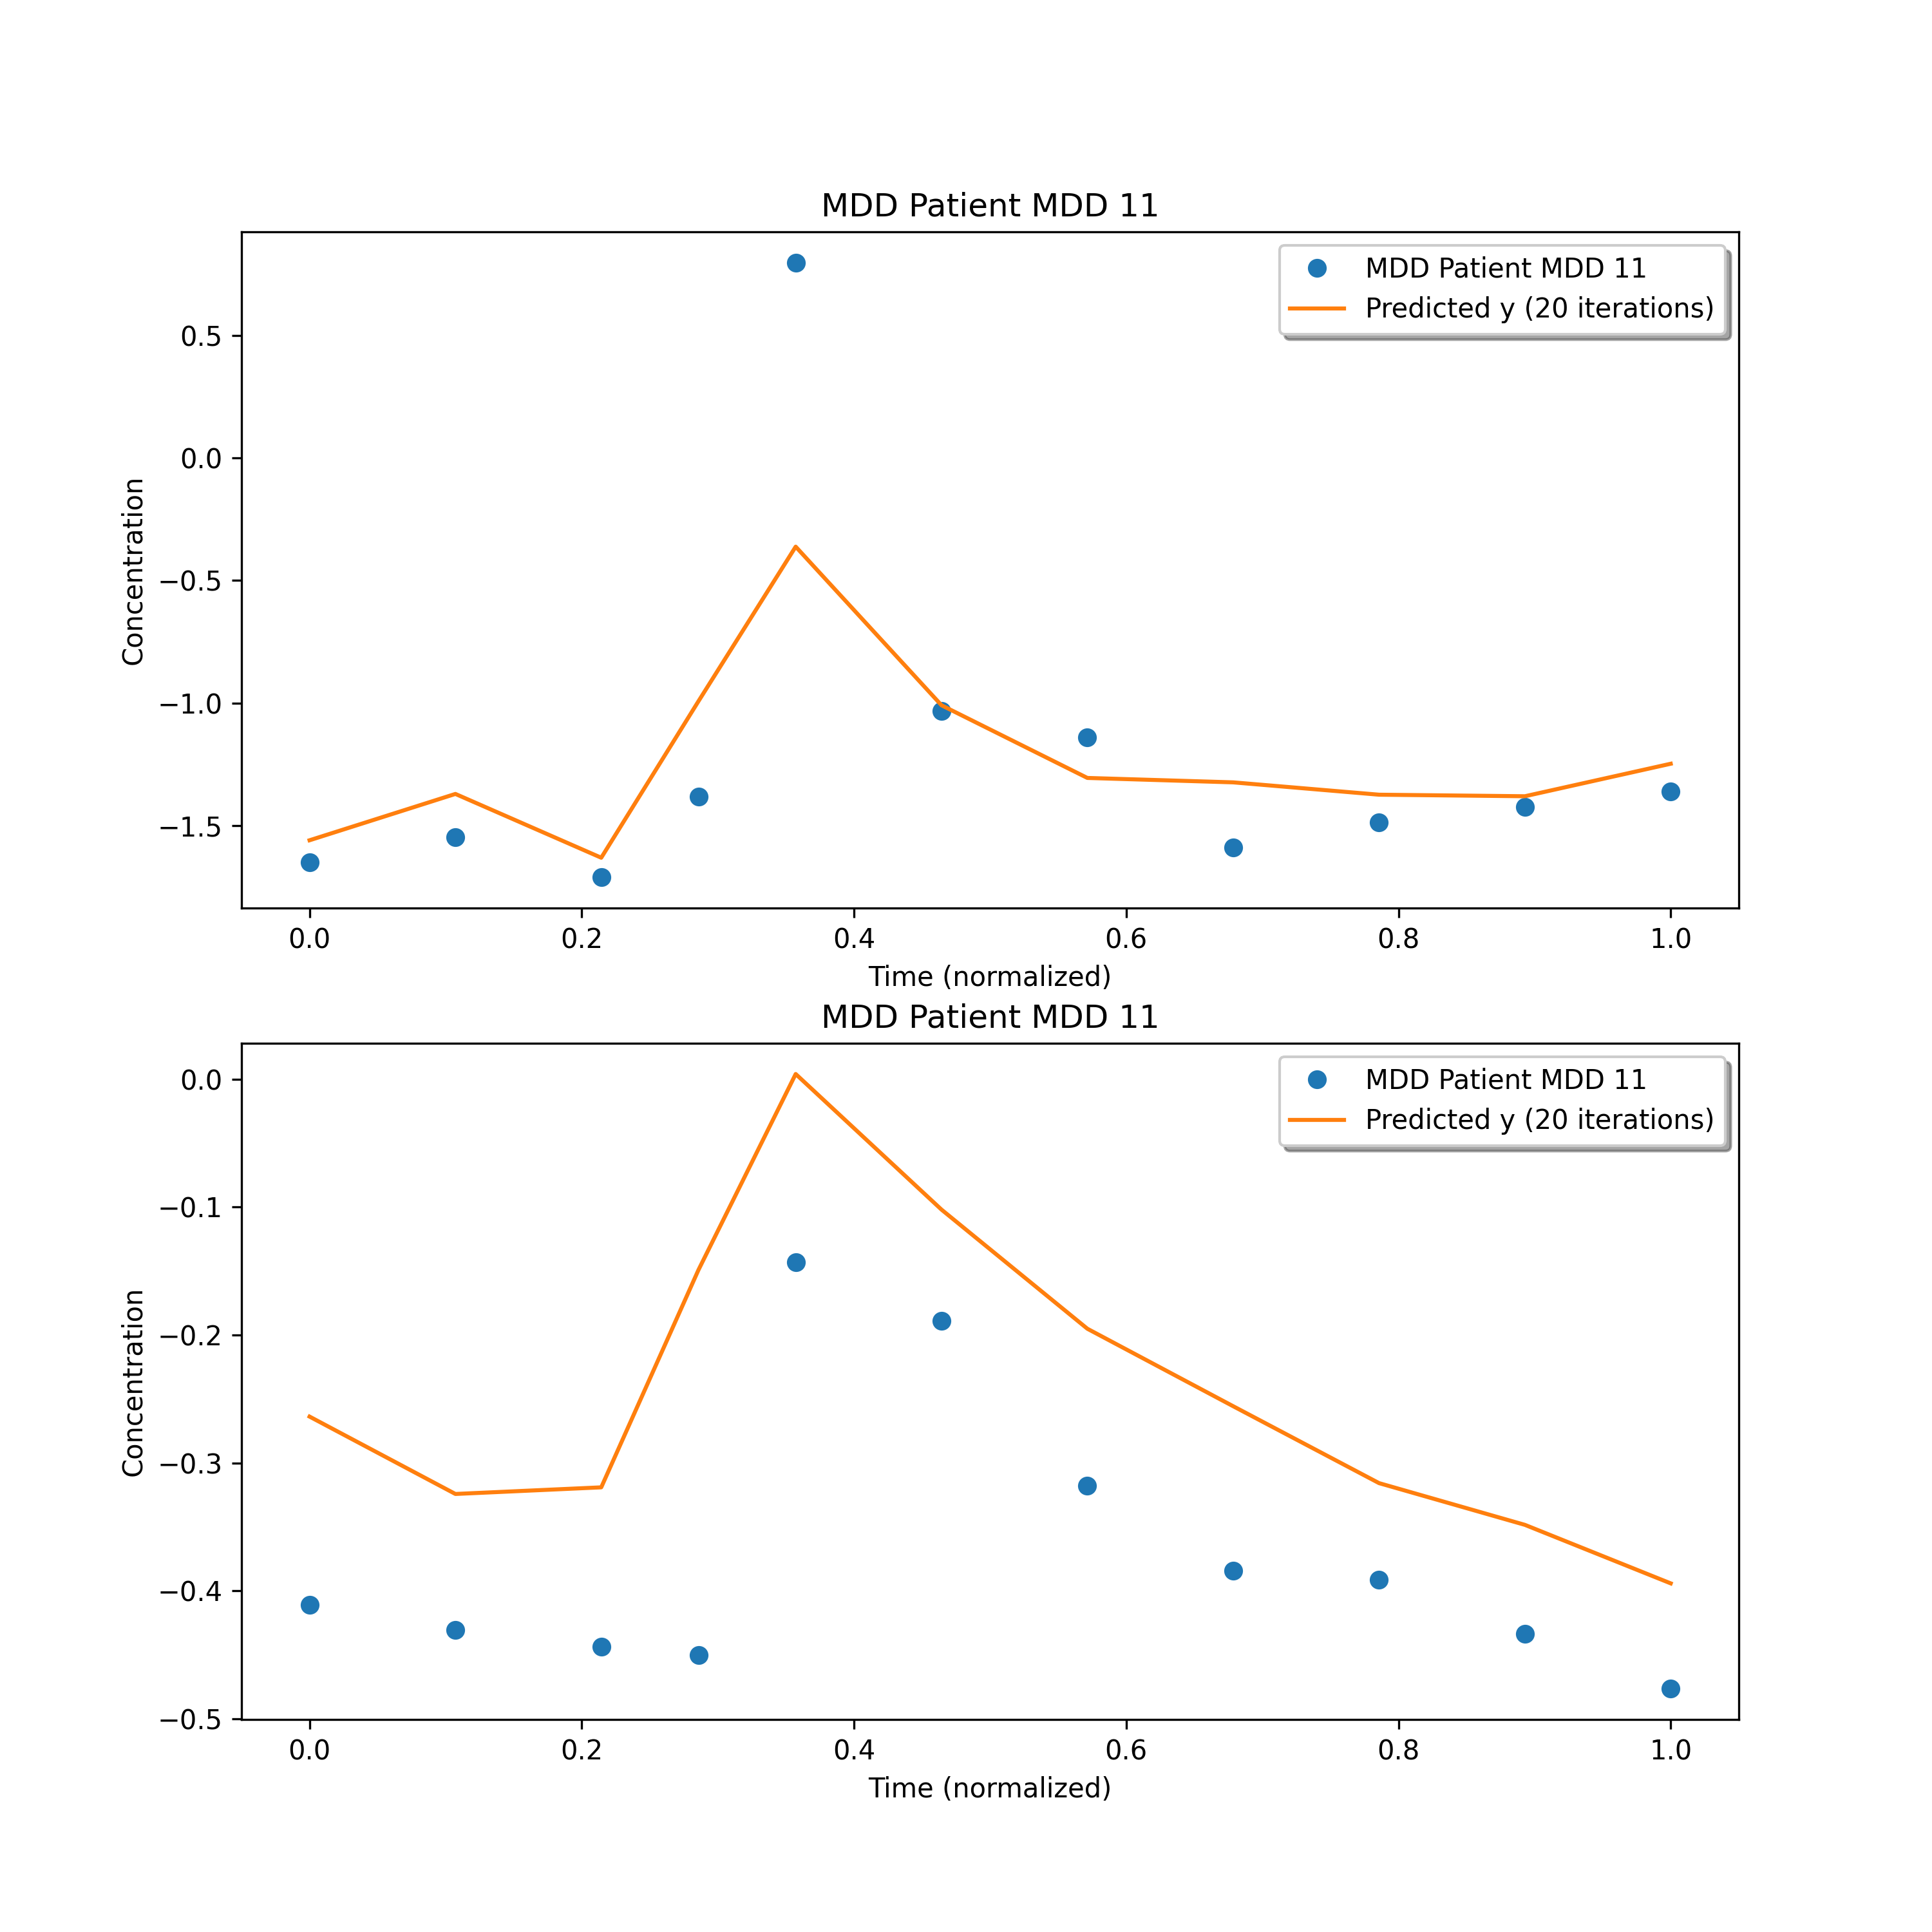 MDD Patient MDD 11
MDD Patient MDD 11
Predicted y (20 iterations)
0.5
0.0
−0.5
−1.0
−1.5
Concentration
0.0 0.2 0.4 0.6 0.8 1.0
Time (normalized)
MDD Patient MDD 11
MDD Patient MDD 11
Predicted y (20 iterations)
0.0
−0.1
−0.2
−0.3
−0.4
−0.5
Concentration
0.0 0.2 0.4 0.6 0.8 1.0
Time (normalized)